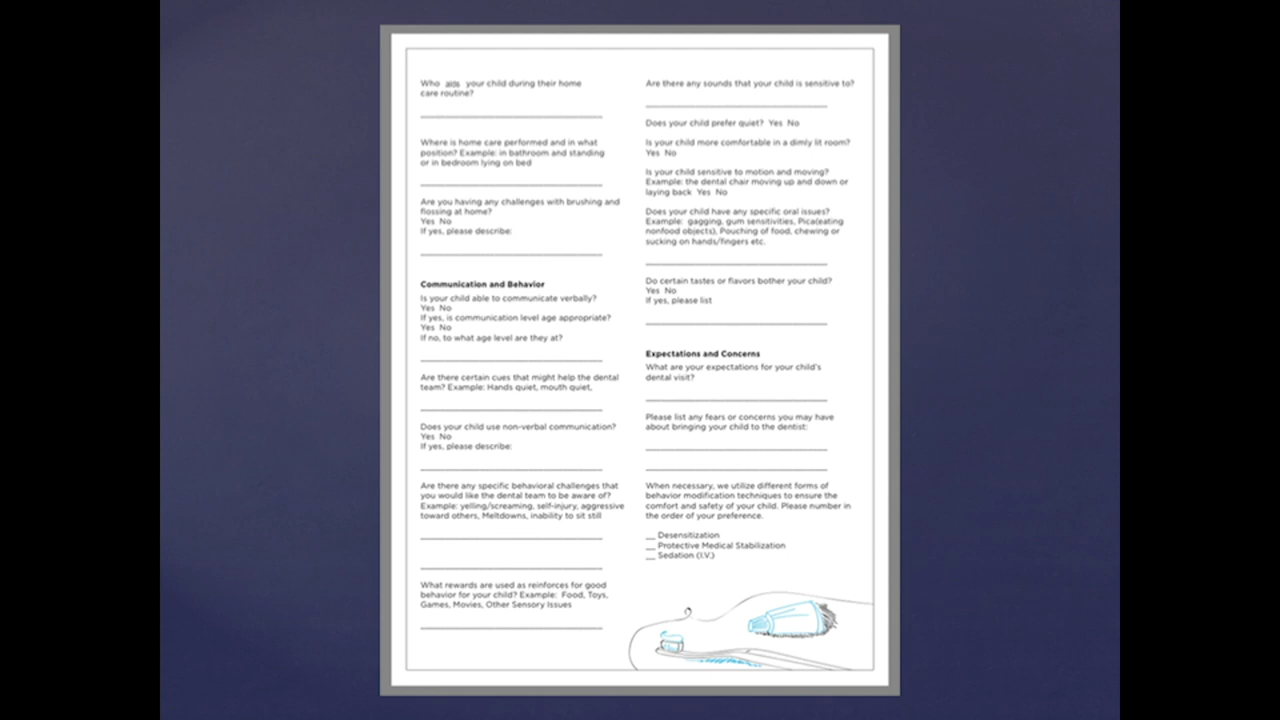 Who aids your child during their home
care routine?
Where is home care performed and in what
position? Example: in bathroom and standing
or in bedroom lying on bed
Are you having any challenges with brushing and
flossing at home?
Yes No
If yes, please describe:
Communication and Behavior
Is your child able to communicate verbally?
Yes No
If yes, is communication level age appropriate?
Yes No
If no, to what age level are they at?
Are there certain cues that might help the dental
team? Example: Hands quiet, mouth quiet,
Does your child use non-verbal communication?
Yes No
If yes, please describe:
Are there any specific behavioral challenges that
you would like the dental team to be aware of?
Example: yelling/screaming, self-injury, aggressive
toward others, Meltdowns, inability to sit still
What rewards are used as reinforces for good
behavior for your child? Example: Food, Toys,
Games, Movies, Other Sensory Issues
Are there any sounds that your child is sensitive to?
Does your child prefer quiet? Yes No
Is your child more comfortable in a dimly lit room?
Yes No
Is your child sensitive to motion and moving?
Example: the dental chair moving up and down or
laying back Yes No
Does your child have any specific oral issues?
Example: gagging, gum sensitivities, Pica(eating
nonfood objects), Pouching of food, chewing or
sucking on hands/fingers etc.
Do certain tastes or flavors bother your child?
Yes No
If yes, please list
Expectations and Concerns
What are your expectations for your child's
dental visit?
Please list any fears or concerns you may have
about bringing your child to the dentist:
When necessary, we utilize different forms of
behavior modification techniques to ensure the
comfort and safety of your child. Please number in
the order of your preference.
__ Desensitization
__ Protective Medical Stabilization
__ Sedation (I.V.)